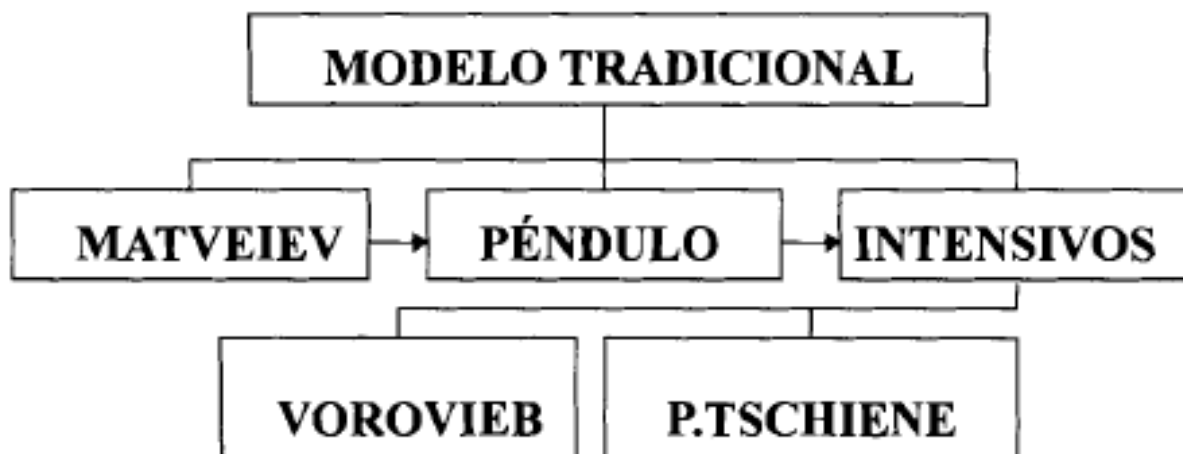 MODELO TRADICIONAL
MATVEIEV
PÉNDULO
INTENSIVOS
VOROVIEB
P.TSCHIENE